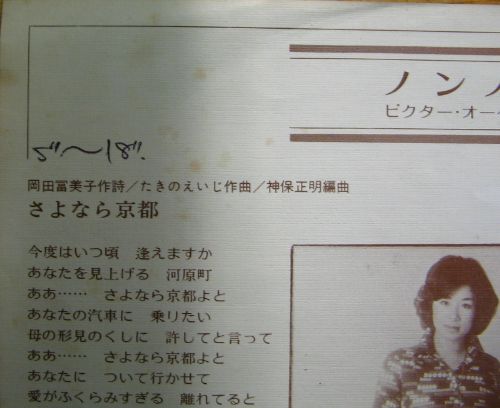 ノン
ビクター・オー
岡田冨美子作詩／たきのえいじ作曲／神保正明編曲
さよなら京都
今度はいつ頃　逢えますか
あなたを見上げる　河原町
ああ……　さよなら京都よと
あなたの汽車に　乗りたい
母の形見のくしに　許してと言って
ああ……　さよなら京都よと
あなたに　ついて行かせて
愛がふくらみすぎる　離れてると